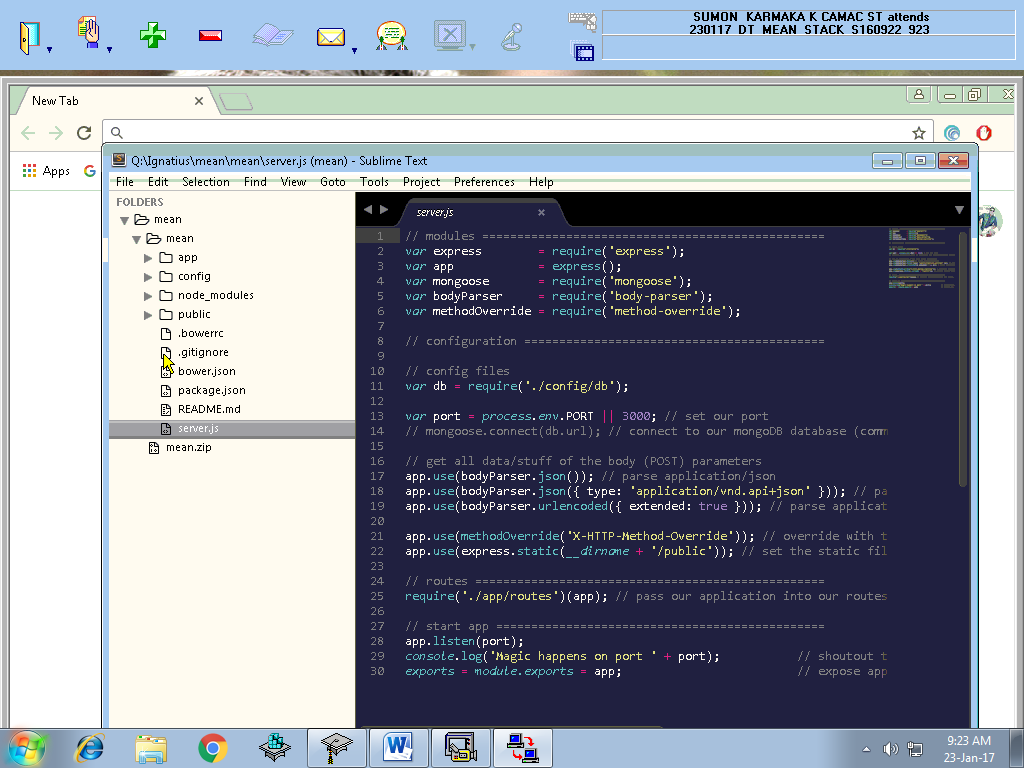 SUMON KARMAKA K CAMAC ST attends
230117 DT MEAN STACK S160922 923
New Tab
Apps
Q:\Ignatius\mean\mean\server.js (mean) - Sublime Text
File Edit Selection Find View Goto Tools Project Preferences Help
FOLDERS
mean
mean
app
config
node_modules
public
.bowerrc
.gitignore
bower.json
package.json
README.md
server.js
mean.zip
server.js
1 // modules =================================================
2 var express        = require('express');
3 var app            = express();
4 var mongoose       = require('mongoose');
5 var bodyParser     = require('body-parser');
6 var methodOverride = require('method-override');
7
8 // configuration ===========================================
9
10 // config files
11 var db = require('./config/db');
12
13 var port = process.env.PORT || 3000; // set our port
14 // mongoose.connect(db.url); // connect to our mongoDB database (comm
15
16 // get all data/stuff of the body (POST) parameters
17 app.use(bodyParser.json()); // parse application/json
18 app.use(bodyParser.json({ type: 'application/vnd.api+json' })); // pa
19 app.use(bodyParser.urlencoded({ extended: true })); // parse applicat
20
21 app.use(methodOverride('X-HTTP-Method-Override')); // override with t
22 app.use(express.static(__dirname + '/public')); // set the static fil
23
24 // routes ==================================================
25 require('./app/routes')(app); // pass our application into our routes
26
27 // start app ===============================================
28 app.listen(port);
29 console.log('Magic happens on port ' + port);           // shoutout t
30 exports = module.exports = app;                         // expose app
9:23 AM
23-Jan-17